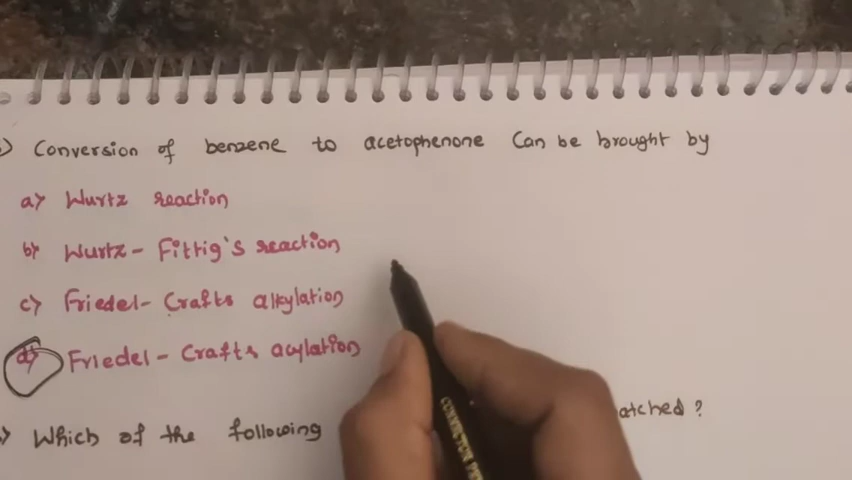 Conversion of benzene to acetophenone Can be brought by
a) Wurtz reaction
b) Wurtz - Fittig's reaction
c) Friedel - Crafts alkylation
d) Friedel - Crafts acylation
Which of the following atched ?